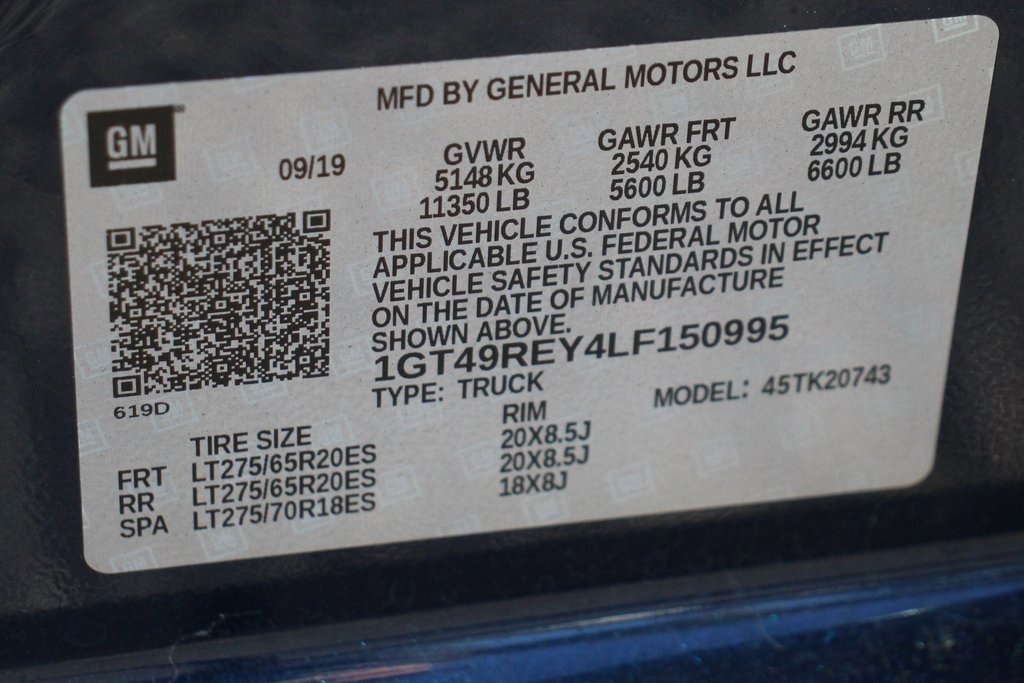 GM
MFD BY GENERAL MOTORS LLC
09/19
GVWR
5148 KG
11350 LB
GAWR FRT
2540 KG
5600 LB
GAWR RR
2994 KG
6600 LB
THIS VEHICLE CONFORMS TO ALL
APPLICABLE U.S. FEDERAL MOTOR
VEHICLE SAFETY STANDARDS IN EFFECT
ON THE DATE OF MANUFACTURE
SHOWN ABOVE.
1GT49REY4LF150995
TYPE: TRUCK
MODEL: 45TK20743
619D
TIRE SIZE RIM
FRT LT275/65R20ES 20X8.5J
RR LT275/65R20ES 20X8.5J
SPA LT275/70R18ES 18X8J